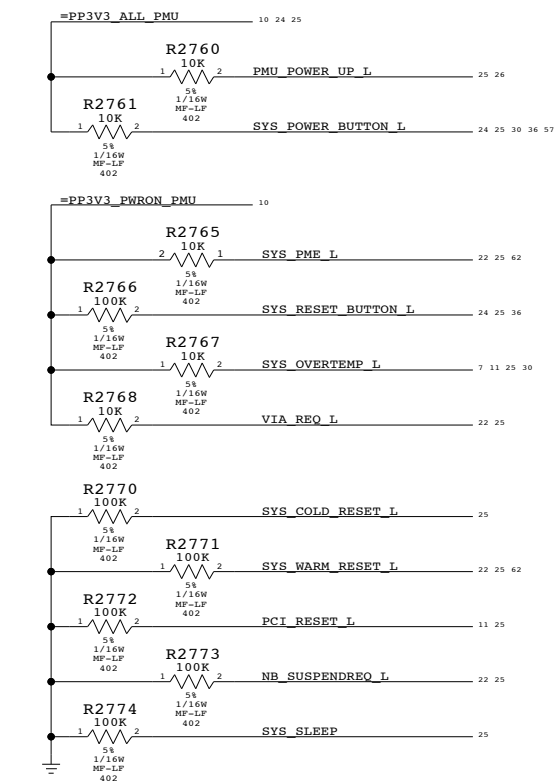 =PP3V3_ALL_PMU 10 24 25
R2760
10K
1 2 PMU_POWER_UP_L 25 26
5%
1/16W
MF-LF
402
R2761
10K
1 2 SYS_POWER_BUTTON_L 24 25 30 36 57
5%
1/16W
MF-LF
402
=PP3V3_PWRON_PMU 10
R2765
10K
2 1 SYS_PME_L 22 25 62
5%
1/16W
MF-LF
402
R2766
100K
1 2 SYS_RESET_BUTTON_L 24 25 36
5%
1/16W
MF-LF
402
R2767
10K
1 2 SYS_OVERTEMP_L 7 11 25 30
5%
1/16W
MF-LF
402
R2768
10K
1 2 VIA_REQ_L 22 25
5%
1/16W
MF-LF
402
R2770
100K
1 2 SYS_COLD_RESET_L 25
5%
1/16W
MF-LF
402
R2771
100K
1 2 SYS_WARM_RESET_L 22 25 62
5%
1/16W
MF-LF
402
R2772
100K
1 2 PCI_RESET_L 11 25
5%
1/16W
MF-LF
402
R2773
100K
1 2 NB_SUSPENDREQ_L 22 25
5%
1/16W
MF-LF
402
R2774
100K
1 2 SYS_SLEEP 25
5%
1/16W
MF-LF
402